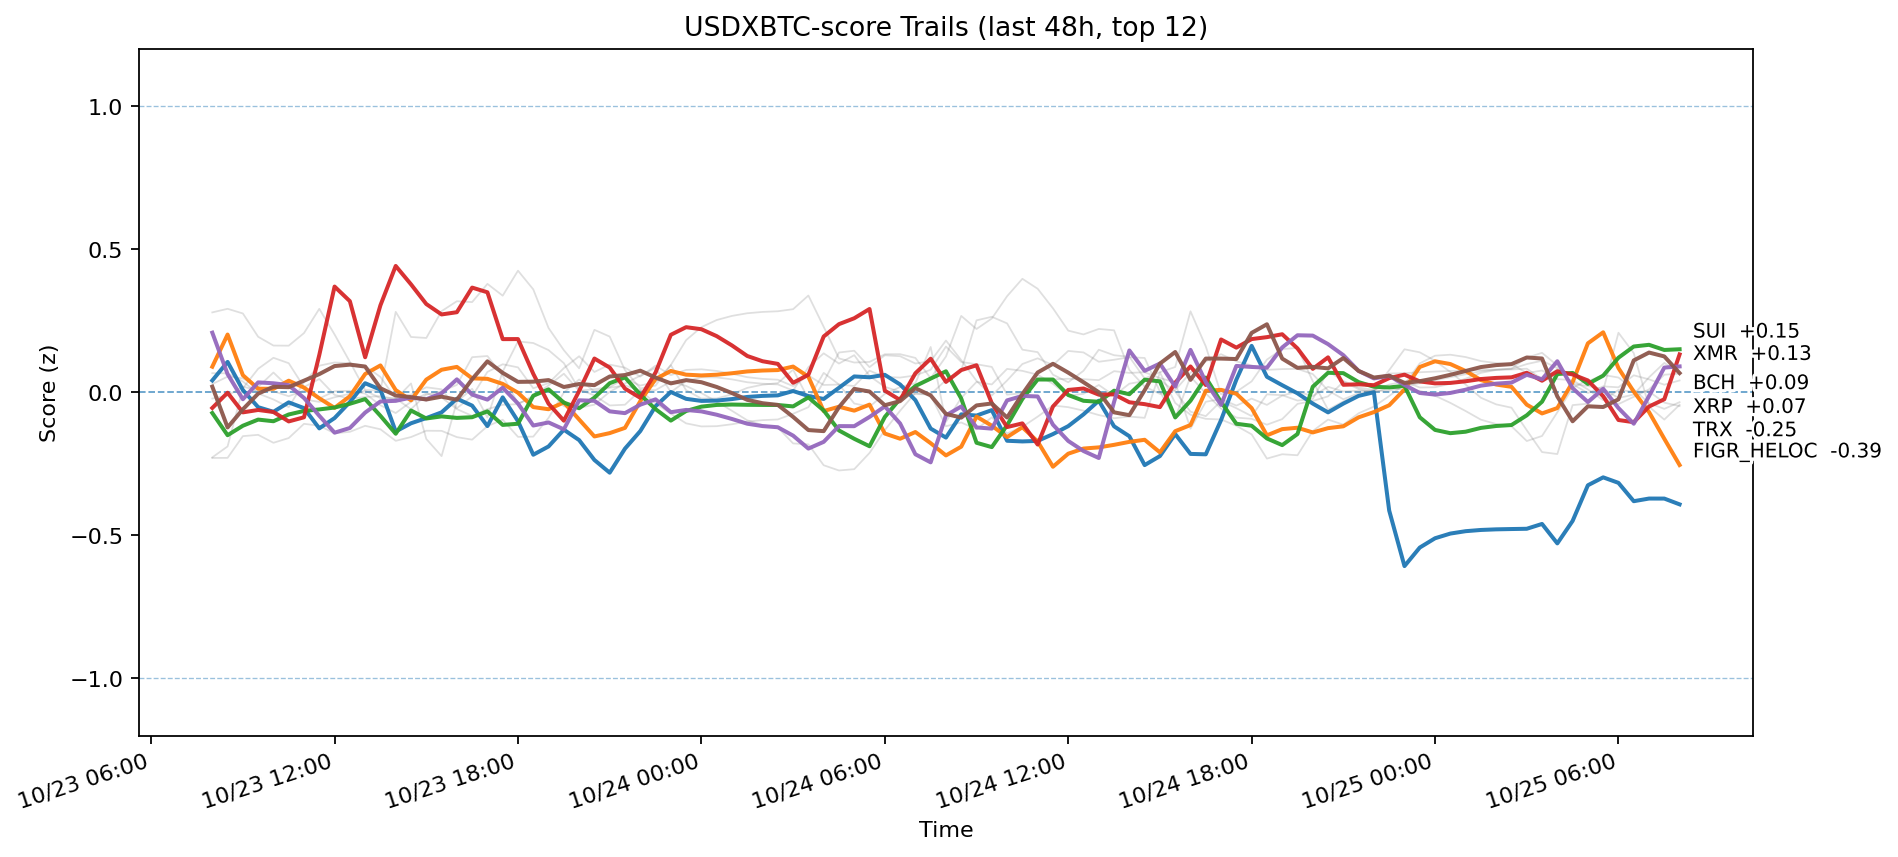 USDXBTC-score Trails (last 48h, top 12)
1.0
0.5
0.0
−0.5
−1.0
Score (z)
SUI +0.15
XMR +0.13
BCH +0.09
XRP +0.07
TRX -0.25
FIGR_HELOC -0.39
10/23 06:00
10/23 12:00
10/23 18:00
10/24 00:00
10/24 06:00
10/24 12:00
10/24 18:00
10/25 00:00
10/25 06:00
Time